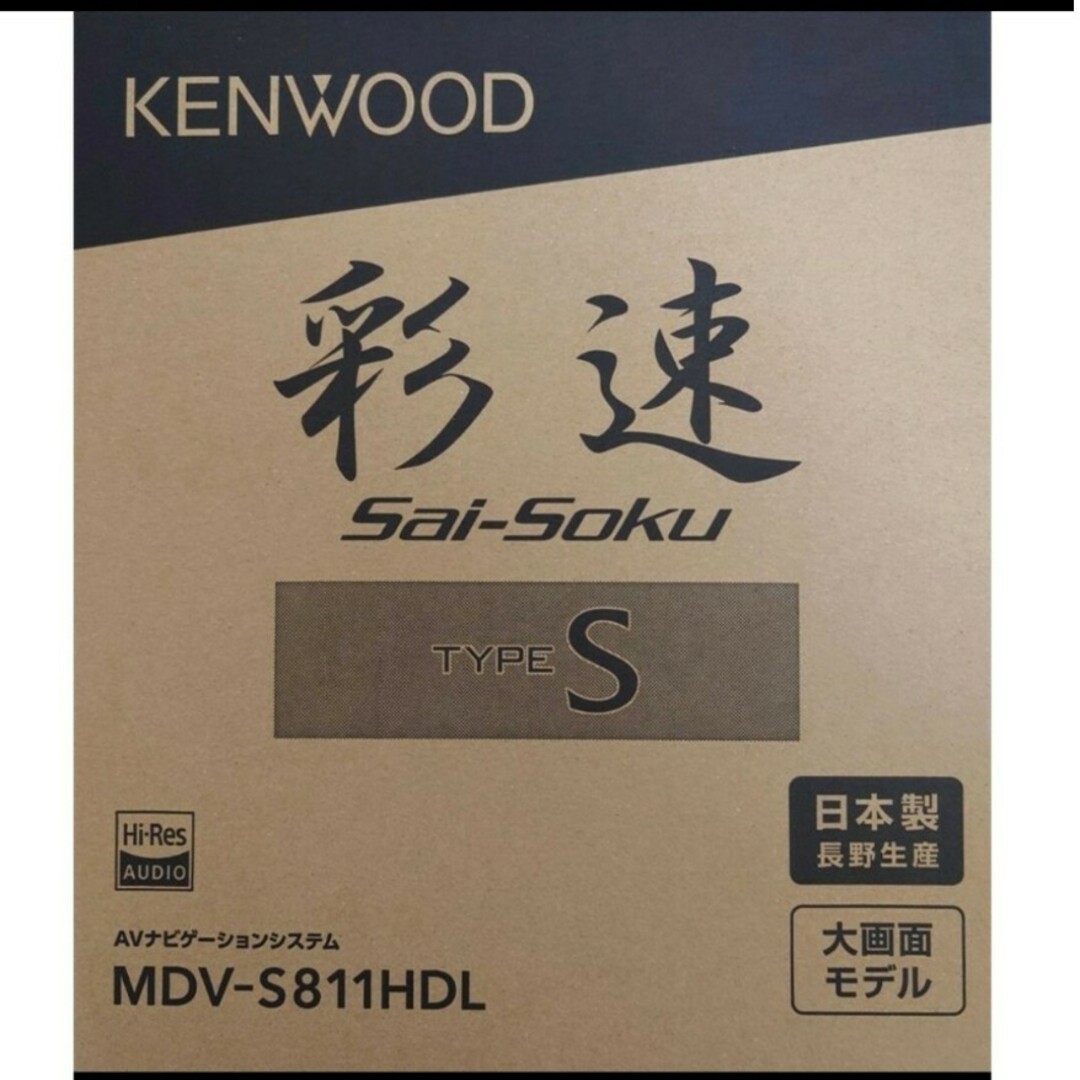 KENWOOD
彩速
Sai-Soku
TYPE S
日本製
長野生産
Hi-Res
AUDIO
AVナビゲーションシステム
MDV-S811HDL
大画面
モデル